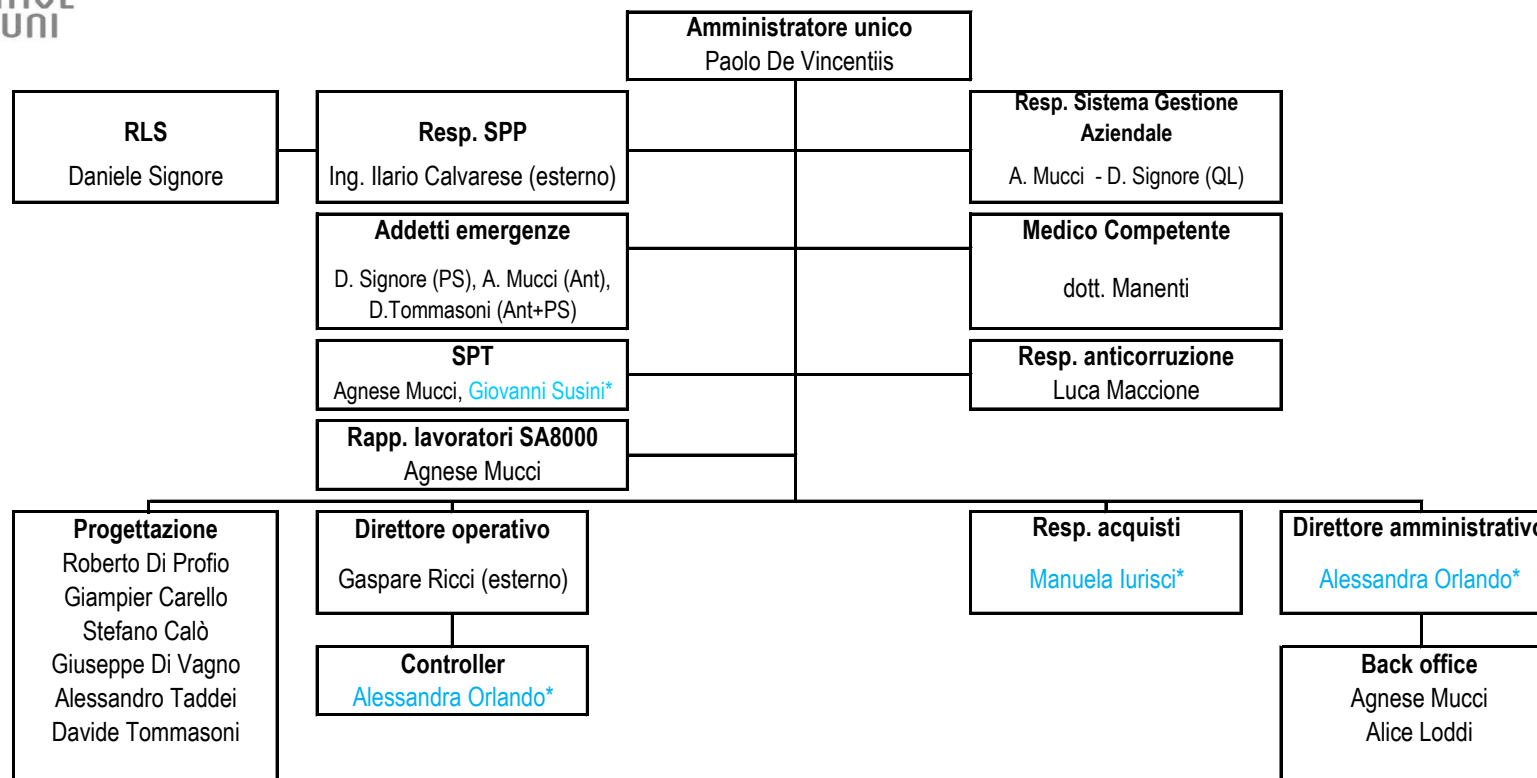 UNI
Amministratore unico
Paolo De Vincentiis
RLS
Daniele Signore
Resp. SPP
Ing. Ilario Calvarese (esterno)
Resp. Sistema Gestione
Aziendale
A. Mucci - D. Signore (QL)
Addetti emergenze
D. Signore (PS), A. Mucci (Ant),
D.Tommasoni (Ant+PS)
Medico Competente
dott. Manenti
SPT
Agnese Mucci, Giovanni Susini*
Resp. anticorruzione
Luca Maccione
Rapp. lavoratori SA8000
Agnese Mucci
Progettazione
Roberto Di Profio
Giampier Carello
Stefano Calò
Giuseppe Di Vagno
Alessandro Taddei
Davide Tommasoni
Direttore operativo
Gaspare Ricci (esterno)
Controller
Alessandra Orlando*
Resp. acquisti
Manuela Iurisci*
Direttore amministrativo
Alessandra Orlando*
Back office
Agnese Mucci
Alice Loddi